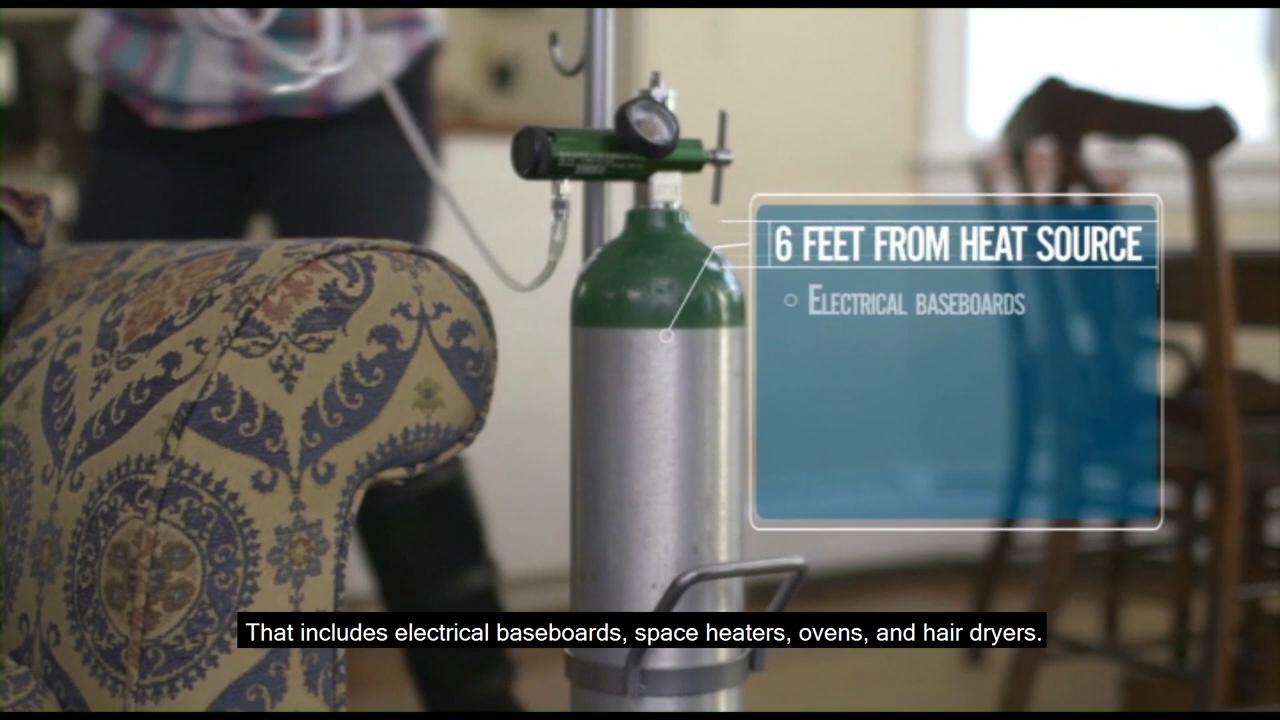 6 FEET FROM HEAT SOURCE
ELECTRICAL BASEBOARDS
That includes electrical baseboards, space heaters, ovens, and hair dryers.